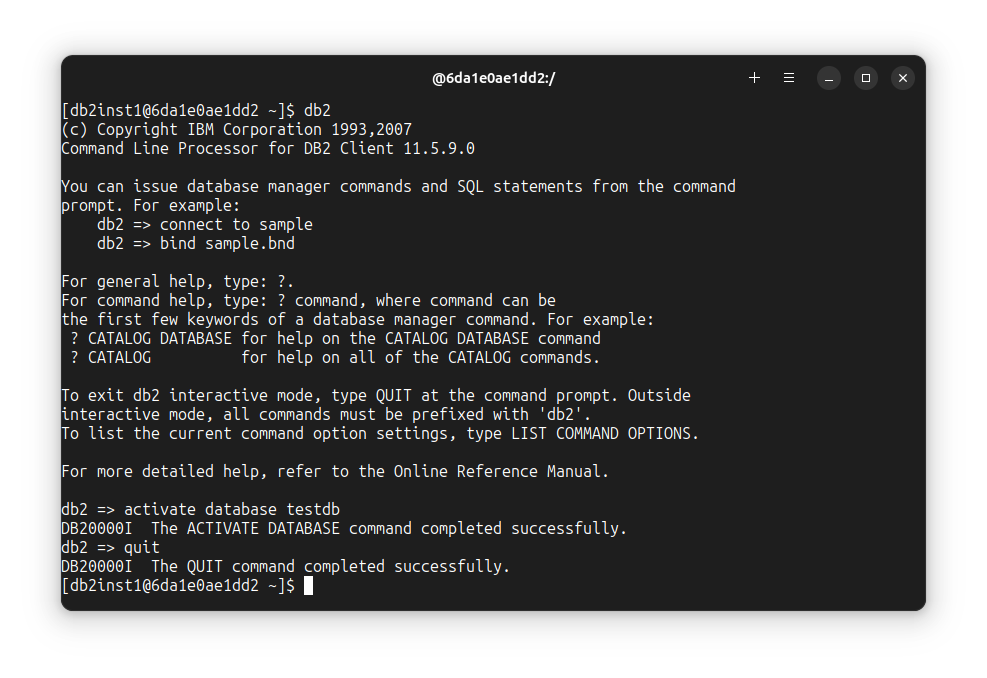 @6da1e0ae1dd2:/
[db2inst1@6da1e0ae1dd2 ~]$ db2
(c) Copyright IBM Corporation 1993,2007
Command Line Processor for DB2 Client 11.5.9.0
You can issue database manager commands and SQL statements from the command
prompt. For example:
    db2 => connect to sample
    db2 => bind sample.bnd
For general help, type: ?.
For command help, type: ? command, where command can be
the first few keywords of a database manager command. For example:
 ? CATALOG DATABASE for help on the CATALOG DATABASE command
 ? CATALOG          for help on all of the CATALOG commands.
To exit db2 interactive mode, type QUIT at the command prompt. Outside
interactive mode, all commands must be prefixed with 'db2'.
To list the current command option settings, type LIST COMMAND OPTIONS.
For more detailed help, refer to the Online Reference Manual.
db2 => activate database testdb
DB20000I  The ACTIVATE DATABASE command completed successfully.
db2 => quit
DB20000I  The QUIT command completed successfully.
[db2inst1@6da1e0ae1dd2 ~]$